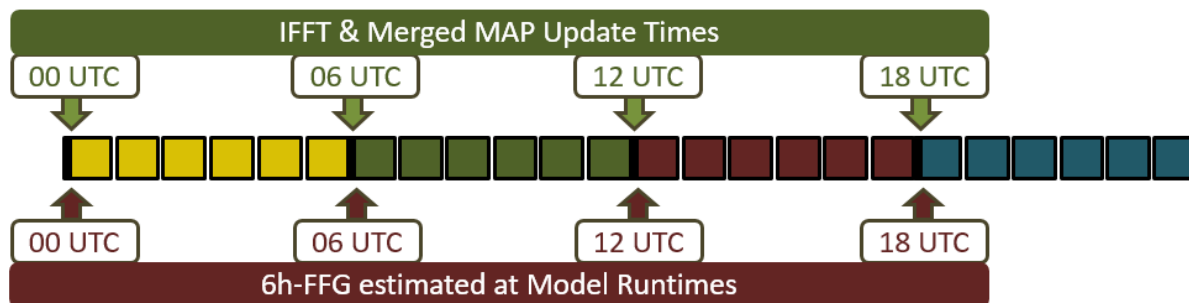 IFFT & Merged MAP Update Times
00 UTC 06 UTC 12 UTC 18 UTC
00 UTC 06 UTC 12 UTC 18 UTC
6h-FFG estimated at Model Runtimes